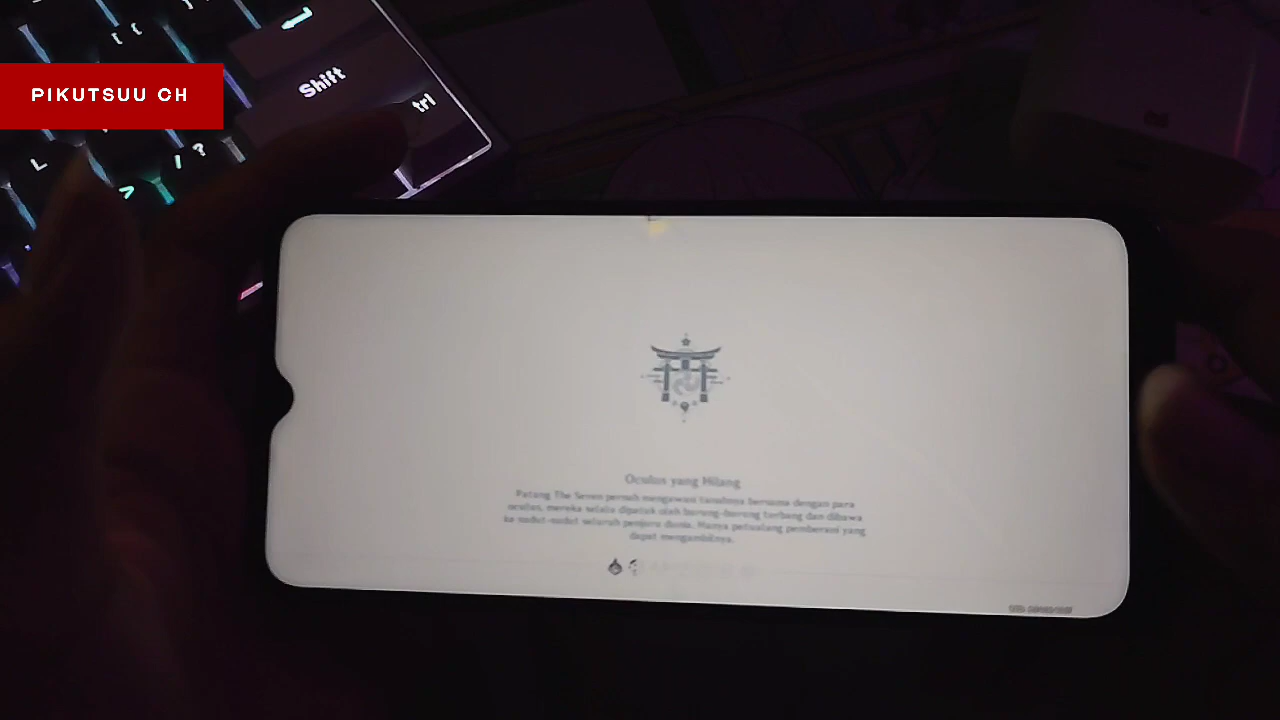 PIKUTSUU CH
Shift
trl
[ {
L
> / ?
Oculus yang Hilang
Patung The Seven pernah mengawasi tanahnya bersama dengan para
oculus, mereka selalu dipatuk oleh burung-burung terbang dan dibawa
ke sudut-sudut seluruh penjuru dunia. Hanya petualang pemberani yang
dapat mengambilnya.